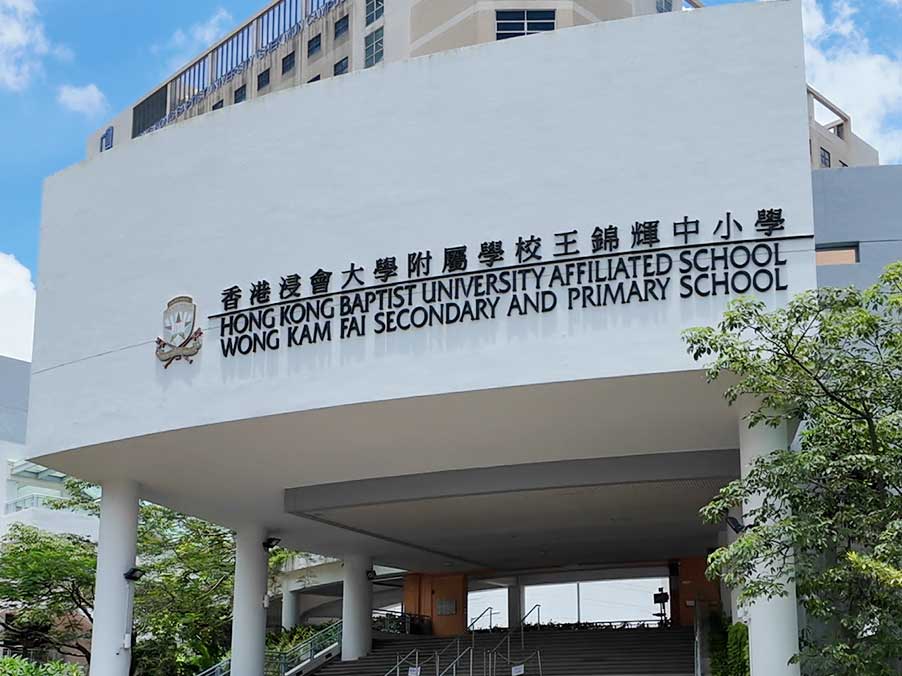 香港浸會大學附屬學校王錦輝中小學
HONG KONG BAPTIST UNIVERSITY AFFILIATED SCHOOL
WONG KAM FAI SECONDARY AND PRIMARY SCHOOL